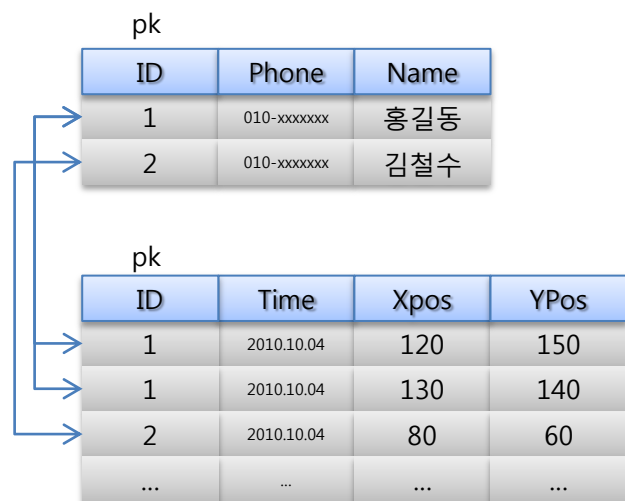 pk
ID Phone Name
1 010-xxxxxxx 홍길동
2 010-xxxxxxx 김철수
pk
ID Time Xpos YPos
1 2010.10.04 120 150
1 2010.10.04 130 140
2 2010.10.04 80 60
... ... ... ...